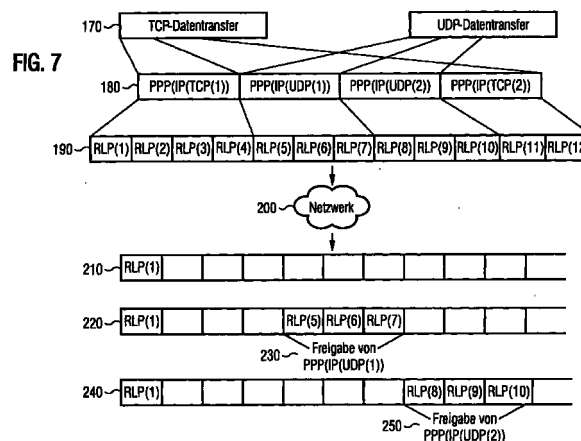 170 TCP-Datentransfer UDP-Datentransfer
FIG. 7
180 PPP(IP(TCP(1)) PPP(IP(UDP(1)) PPP(IP(UDP(2)) PPP(IP(TCP(2))
190 RLP(1) RLP(2) RLP(3) RLP(4) RLP(5) RLP(6) RLP(7) RLP(8) RLP(9) RLP(10) RLP(11) RLP(12
200 Netzwerk
210 RLP(1)
220 RLP(1) RLP(5) RLP(6) RLP(7)
230 Freigabe von
PPP(IP(UDP(1))
240 RLP(1) RLP(8) RLP(9) RLP(10)
250 Freigabe von
PPP(IP(UDP(2))